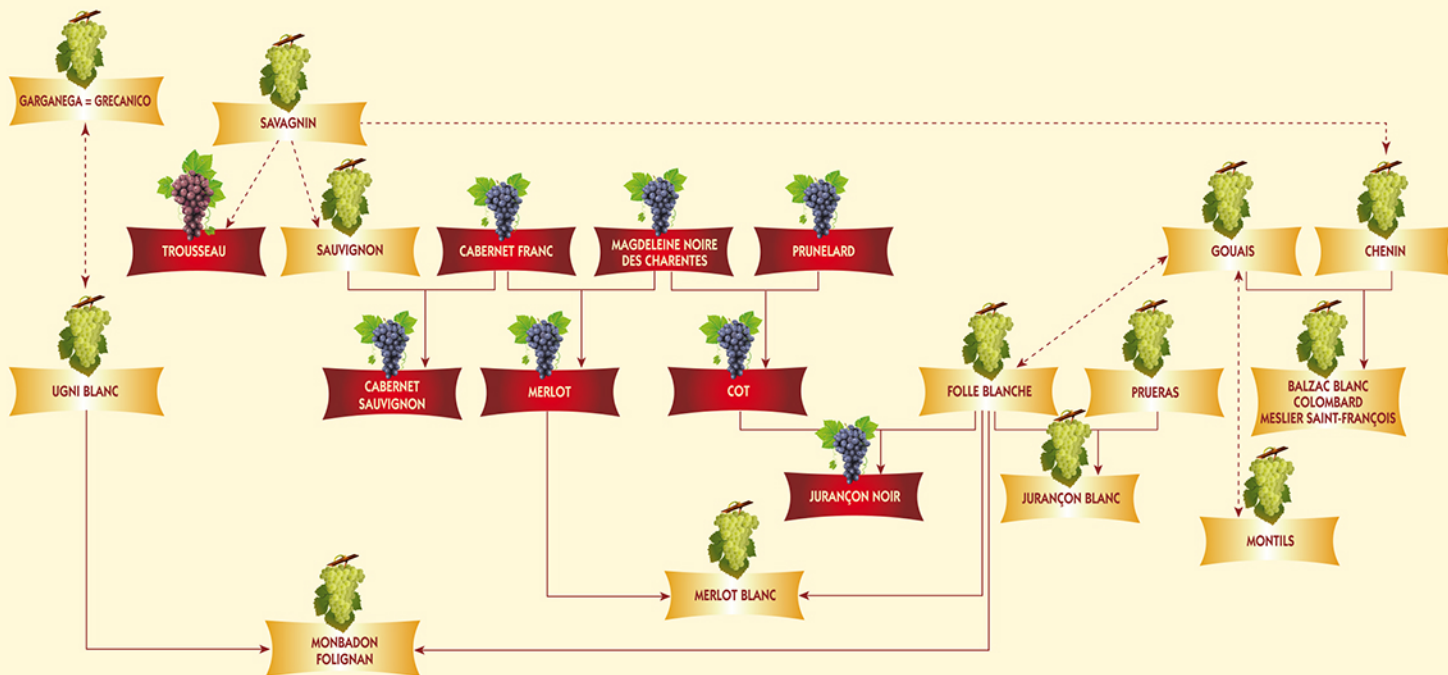 GARGANEGA = GRECANICO
SAVAGNIN
TROUSSEAU
SAUVIGNON
CABERNET FRANC
MAGDELEINE NOIRE
DES CHARENTES
PRUNELARD
GOUAIS
CHENIN
UGNI BLANC
CABERNET
SAUVIGNON
MERLOT
COT
FOLLE BLANCHE
PRUERAS
BALZAC BLANC
COLOMBARD
MESLIER SAINT-FRANÇOIS
JURANÇON NOIR
JURANÇON BLANC
MONTILS
MERLOT BLANC
MONBADON
FOLIGNAN